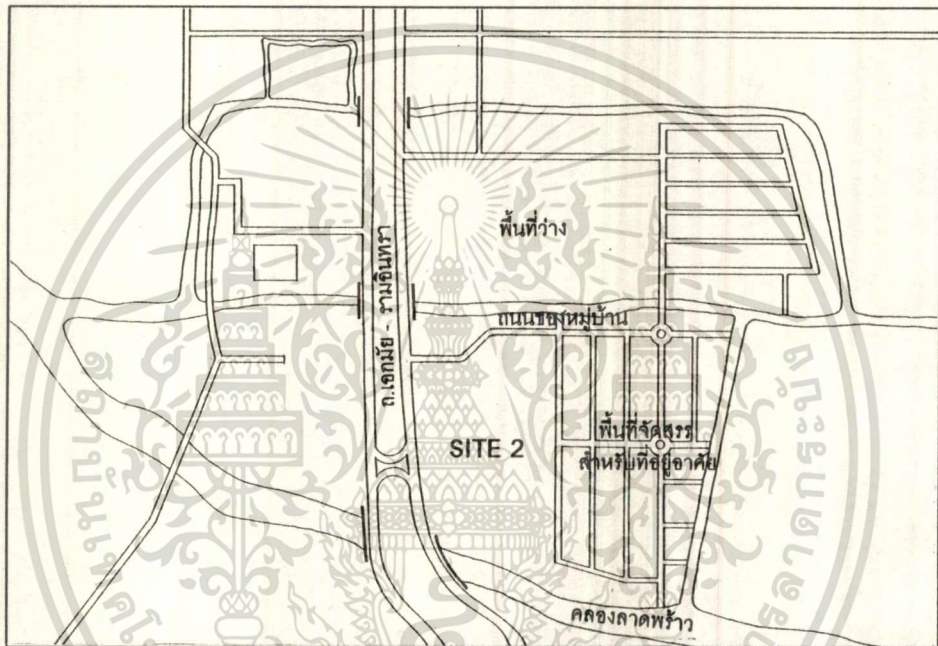 พื้นที่ว่าง
ถ.เอกมัย - รามอินทรา
ถนนของหมู่บ้าน
SITE 2
พื้นที่จัดสรร
สำหรับที่อยู่อาศัย
คลองลาดพร้าว